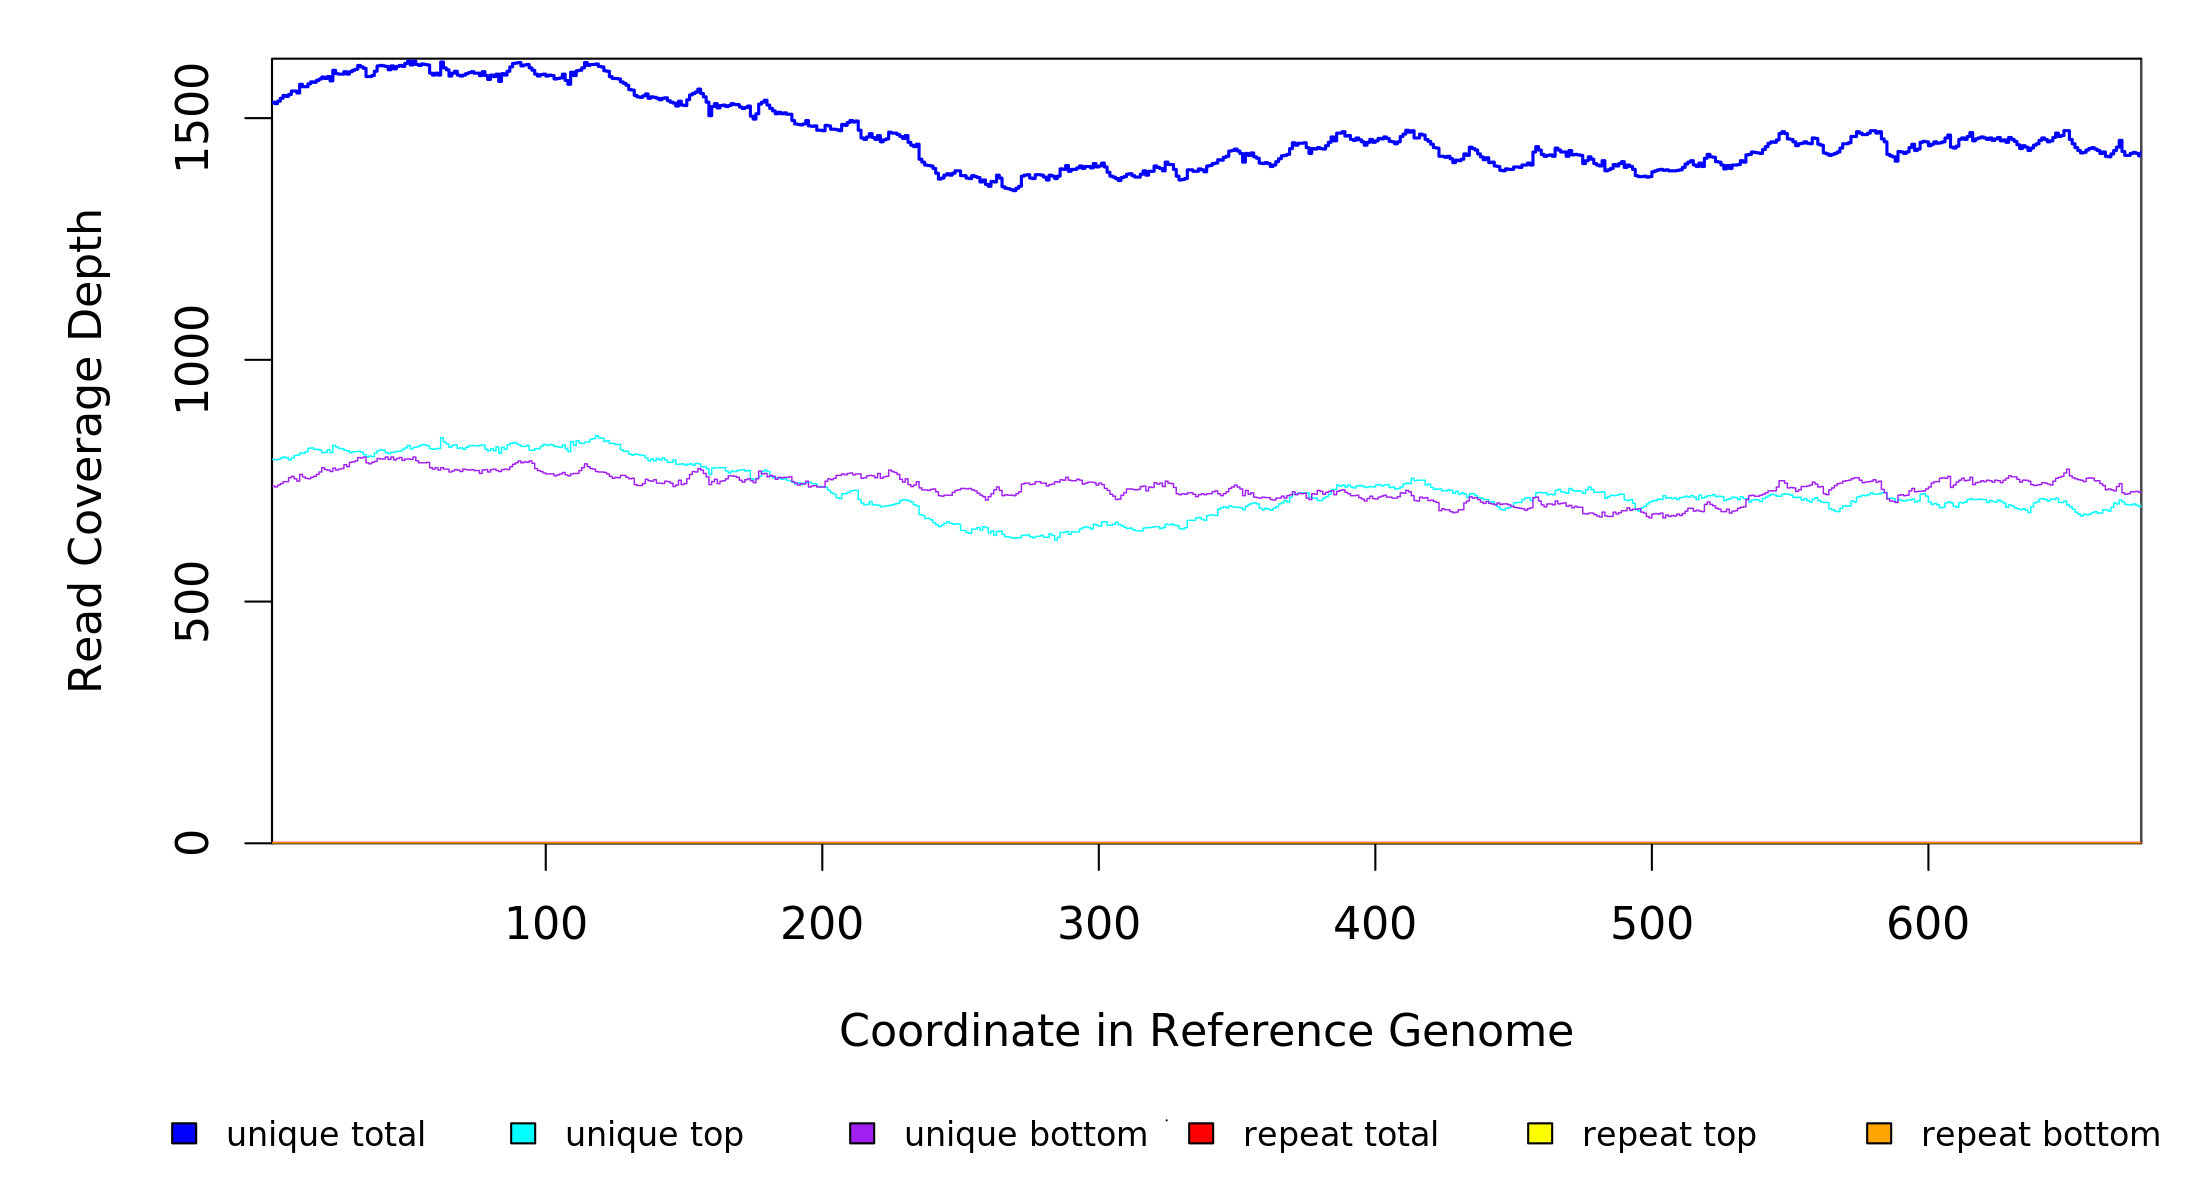 Read Coverage Depth
1500
1000
500
0
100 200 300 400 500 600
Coordinate in Reference Genome
unique total unique top unique bottom repeat total repeat top repeat bottom